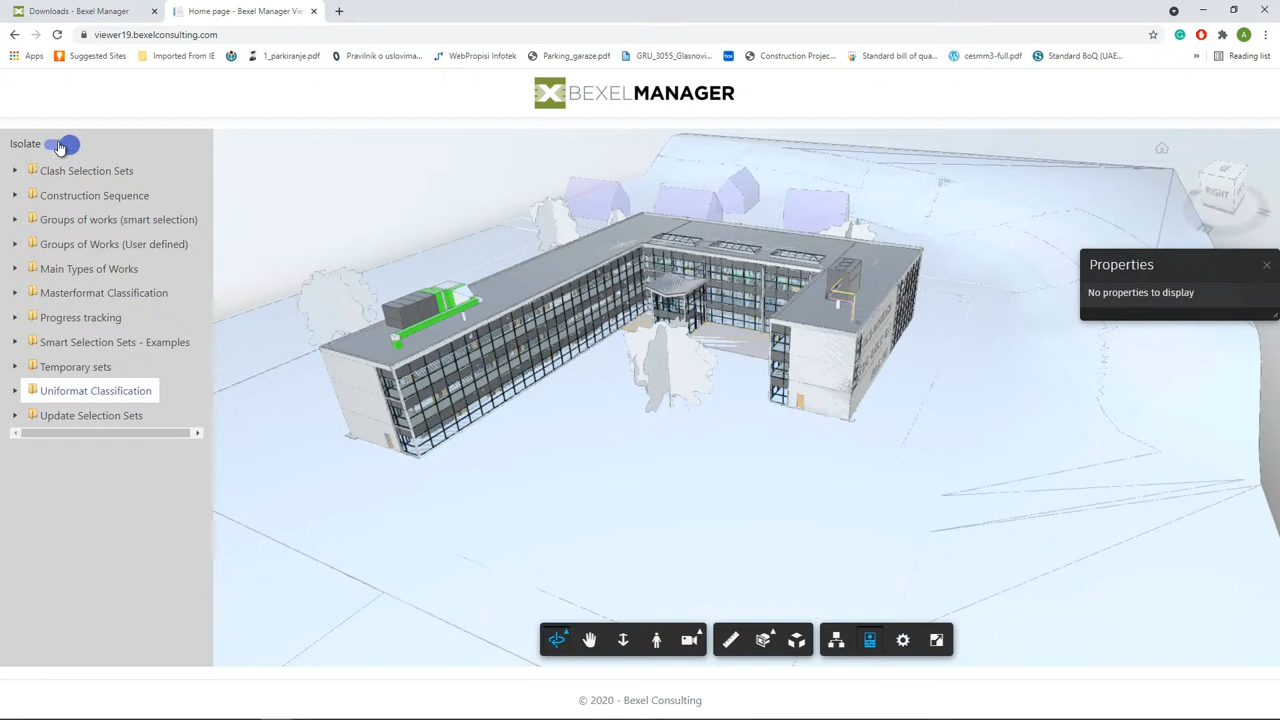 Downloads - Bexel Manager
Home page - Bexel Manager Vie
viewer19.bexelconsulting.com
A
Apps
Suggested Sites
Imported From IE
1_parkiranje.pdf
Pravilnik o uslovima...
WebPropisi Infotek
Parking_garaze.pdf
GRU_3055_Glasnovi...
Construction Projec...
Standard bill of qua...
cesmm3-full.pdf
Standard BoQ (UAE...
»
Reading list
BEXELMANAGER
Isolate
Clash Selection Sets
Construction Sequence
Groups of works (smart selection)
Groups of Works (User defined)
Main Types of Works
Masterformat Classification
Progress tracking
Smart Selection Sets - Examples
Temporary sets
Uniformat Classification
Update Selection Sets
RIGHT
Properties
No properties to display
© 2020 - Bexel Consulting